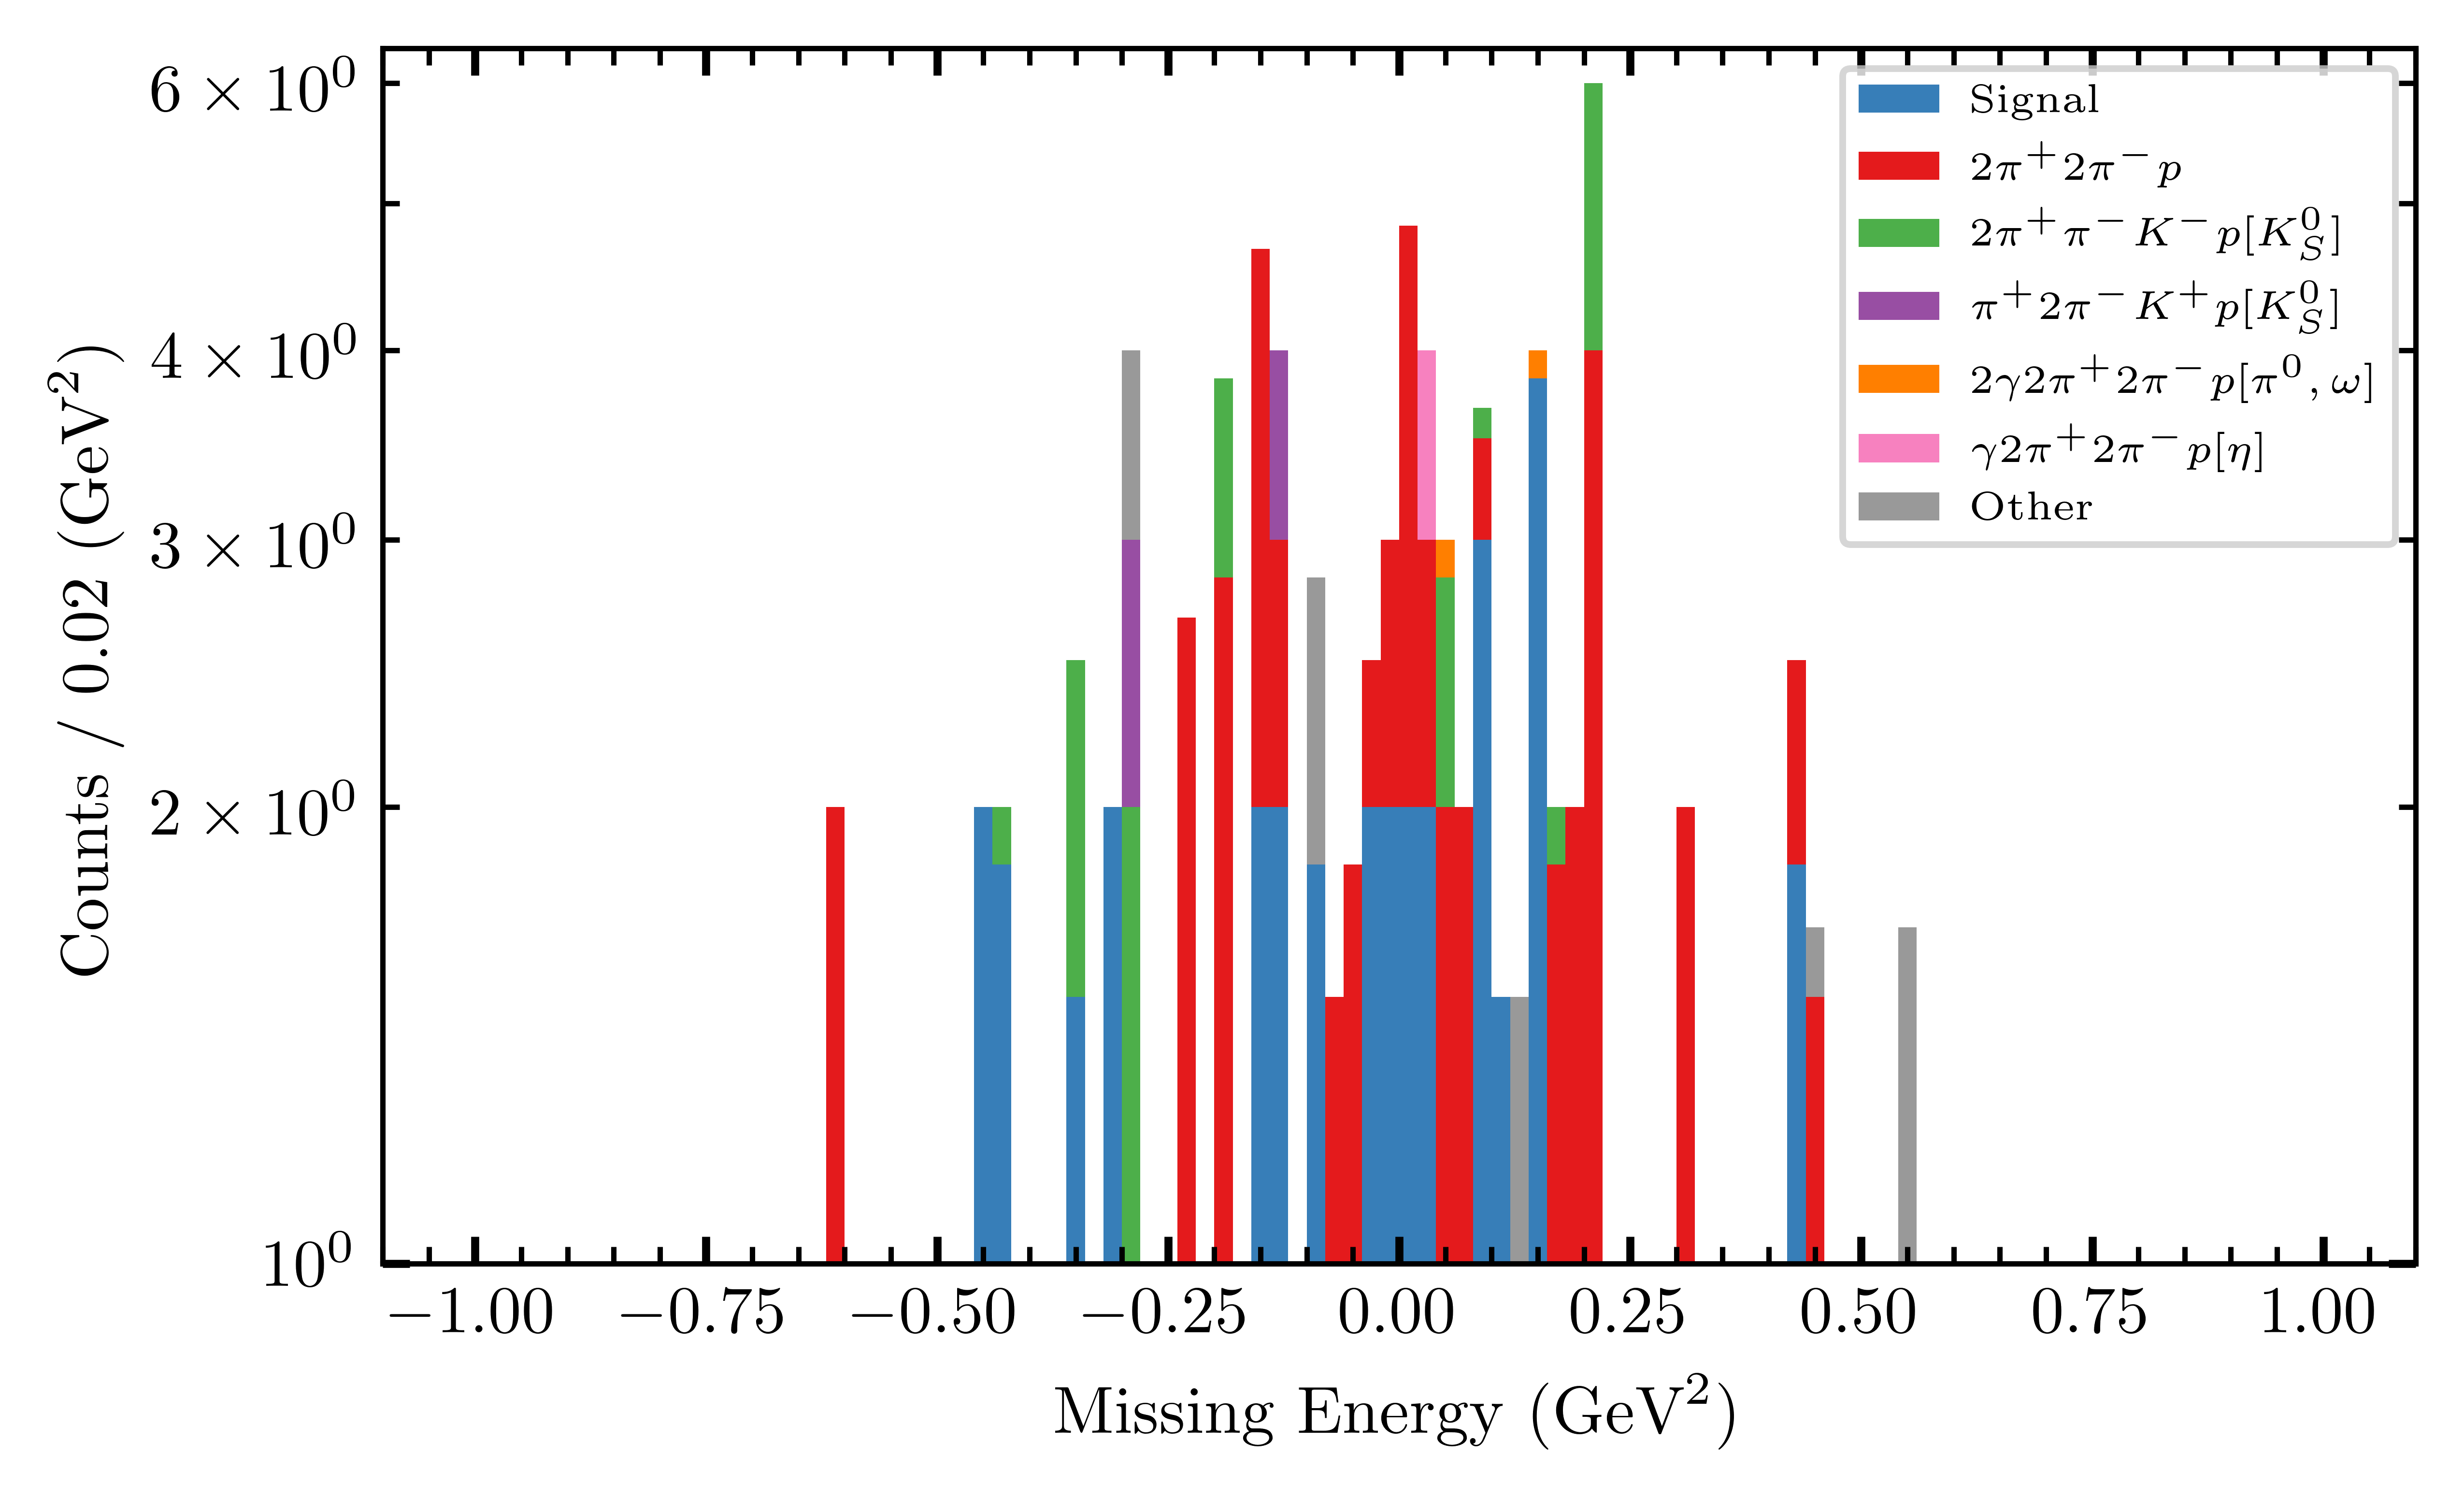 6 × 10⁰
4 × 10⁰
3 × 10⁰
2 × 10⁰
10⁰
Counts / 0.02 (GeV²)
Signal
2π⁺2π⁻p
2π⁺π⁻K⁻p[K⁰_S]
π⁺2π⁻K⁺p[K⁰_S]
2γ2π⁺2π⁻p[π⁰, ω]
γ2π⁺2π⁻p[η]
Other
−1.00 −0.75 −0.50 −0.25 0.00 0.25 0.50 0.75 1.00
Missing Energy (GeV²)